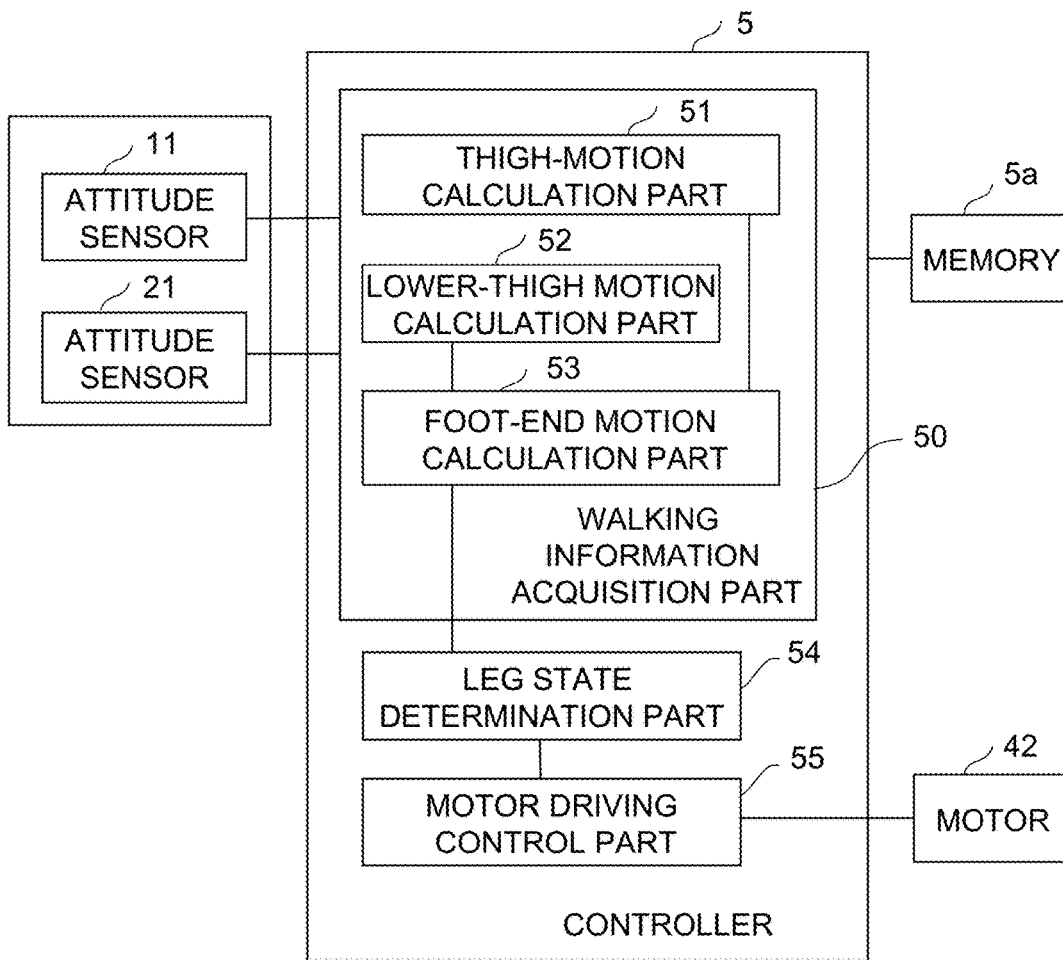 5
11
ATTITUDE
SENSOR
21
ATTITUDE
SENSOR
51
THIGH-MOTION
CALCULATION PART
52
LOWER-THIGH MOTION
CALCULATION PART
53
FOOT-END MOTION
CALCULATION PART
50
WALKING
INFORMATION
ACQUISITION PART
5a
MEMORY
54
LEG STATE
DETERMINATION PART
55
MOTOR DRIVING
CONTROL PART
42
MOTOR
CONTROLLER